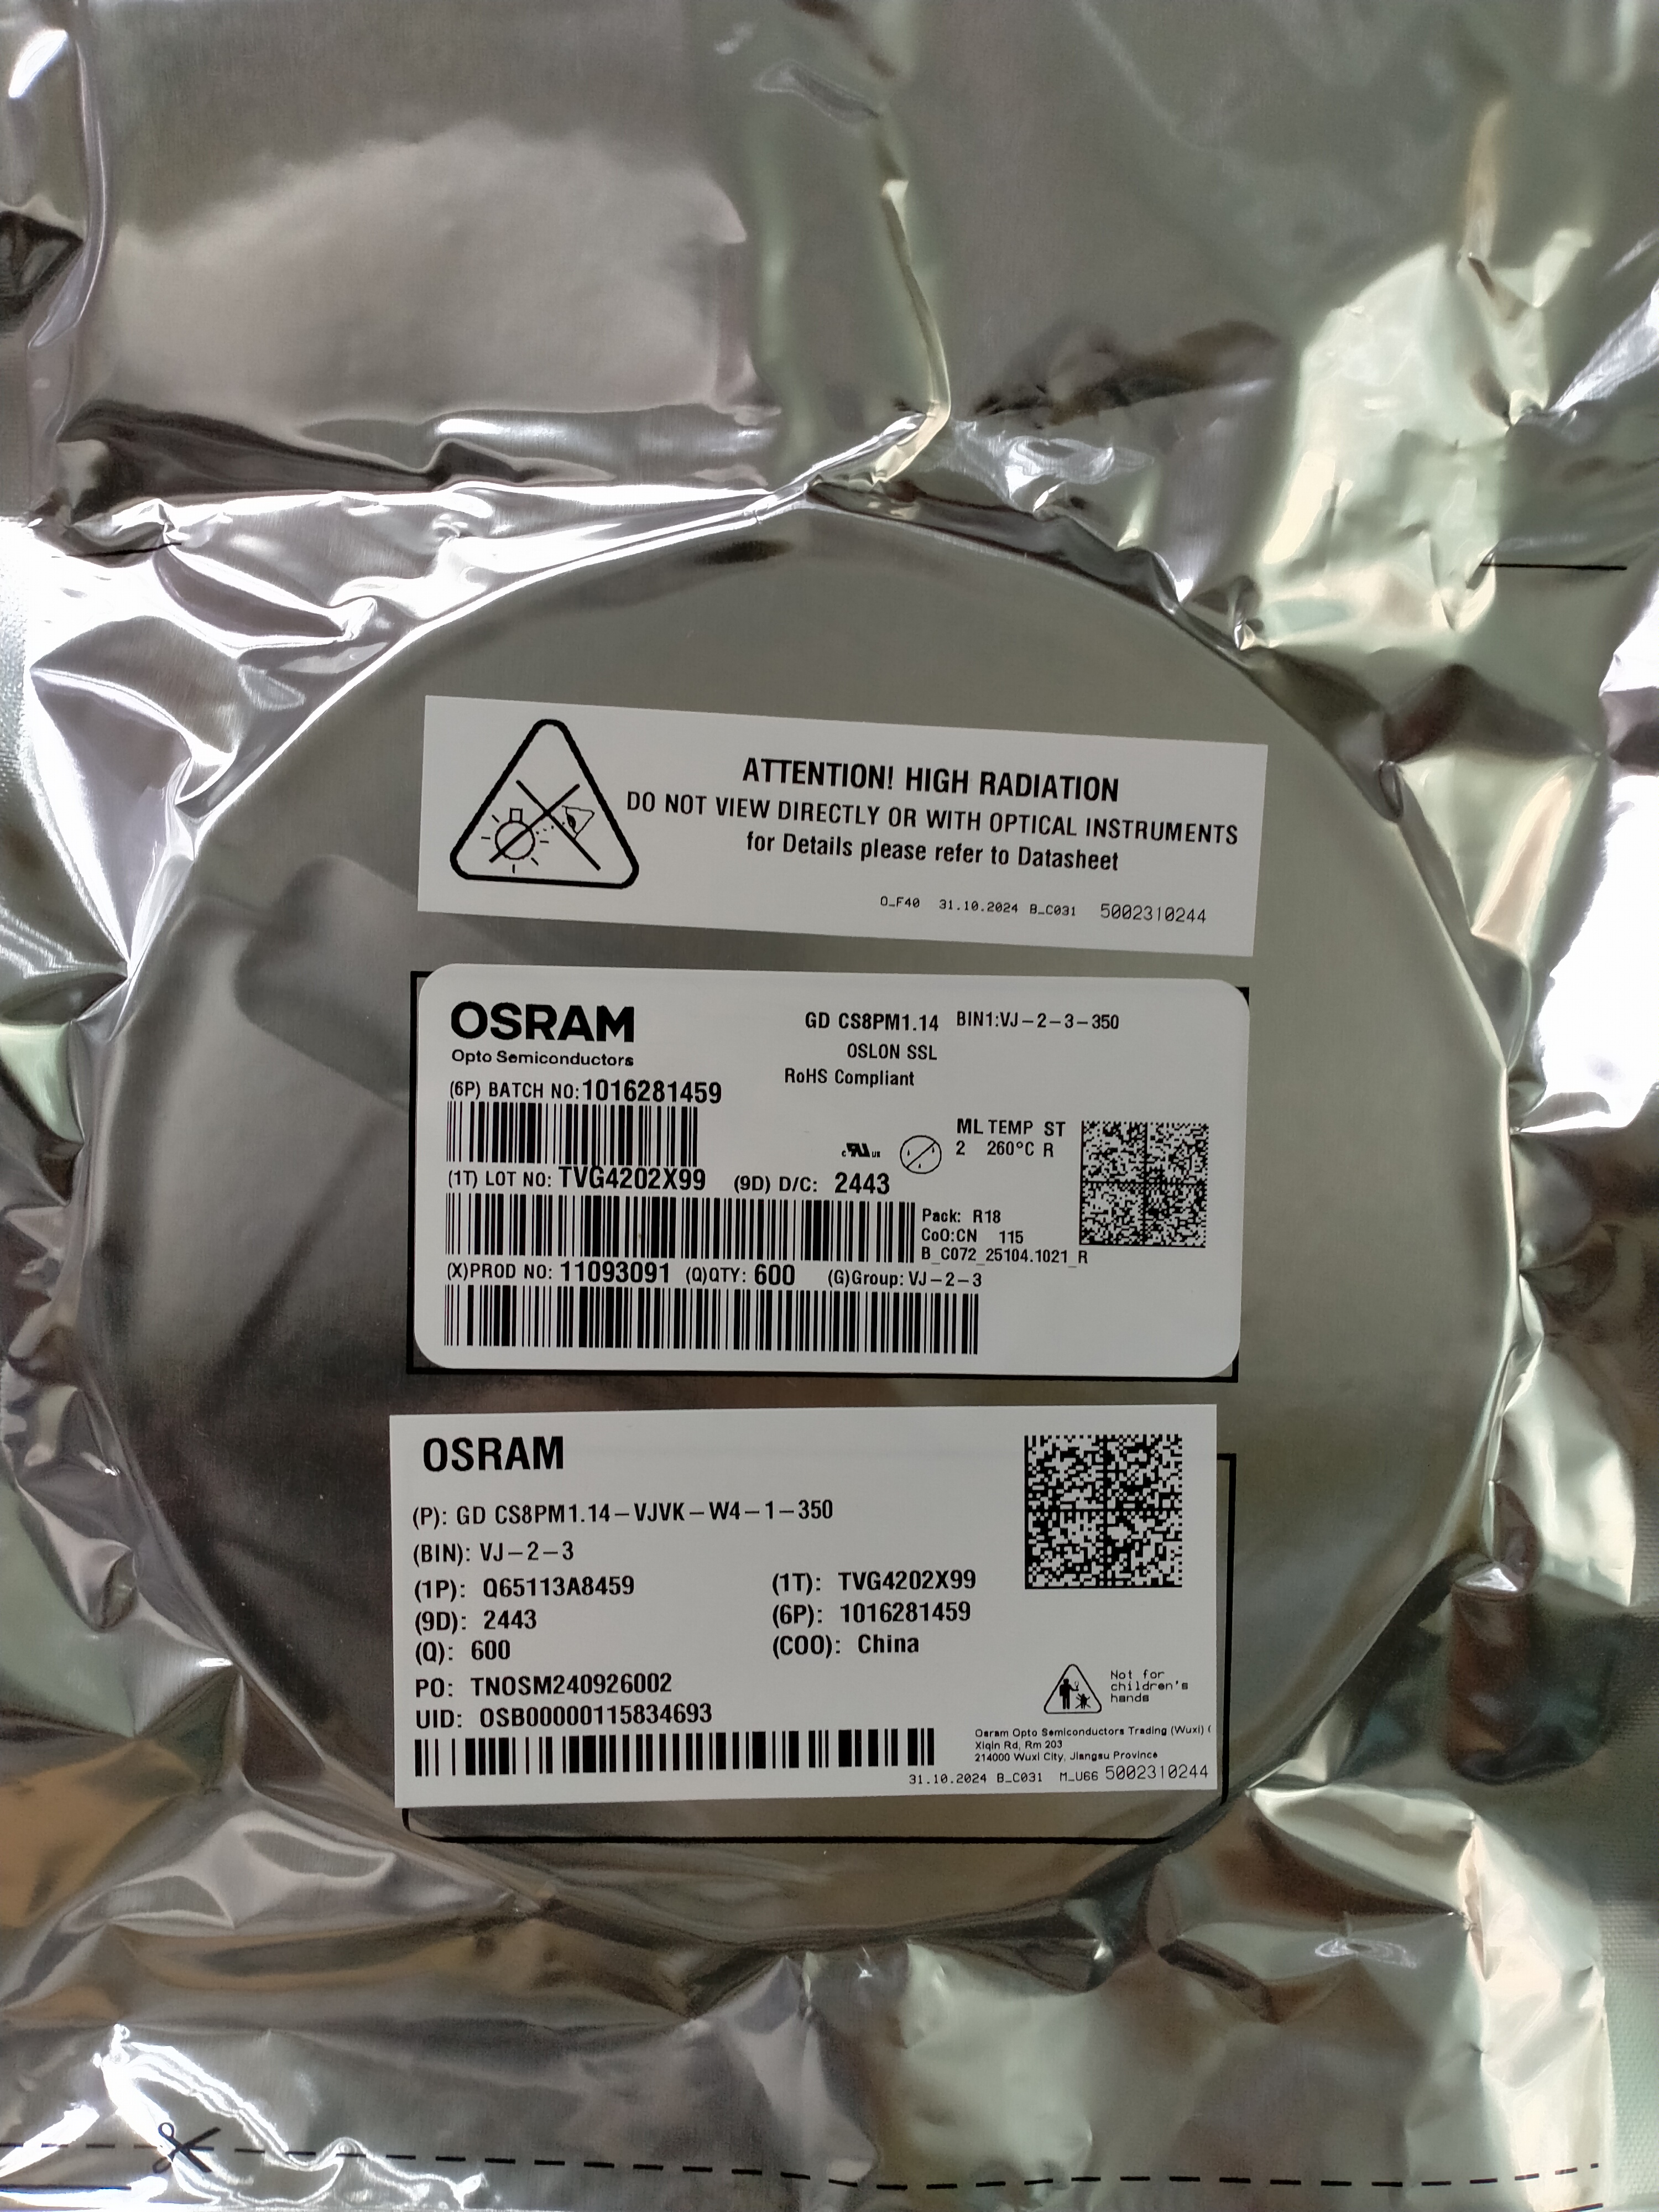 ATTENTION! HIGH RADIATION
DO NOT VIEW DIRECTLY OR WITH OPTICAL INSTRUMENTS
for Details please refer to Datasheet
O_F40 31.10.2024 B_C031 5002310244
OSRAM
Opto Semiconductors
GD CS8PM1.14 BIN1:VJ-2-3-350
OSLON SSL
RoHS Compliant
(6P) BATCH NO:1016281459
ML TEMP ST
2 260°C R
(1T) LOT NO: TVG4202X99 (9D) D/C: 2443
Pack: R18
CoO:CN 115
B_C072_25104.1021_R
(X)PROD NO: 11093091 (Q)QTY: 600 (G)Group: VJ-2-3
OSRAM
(P): GD CS8PM1.14-VJVK-W4-1-350
(BIN): VJ-2-3
(1P): Q65113A8459 (1T): TVG4202X99
(9D): 2443 (6P): 1016281459
(Q): 600 (COO): China
PO: TNOSM240926002
UID: OSB00000115834693
Not for
children's
hands
Osram Opto Semiconductors Trading (Wuxi) (
Xiqin Rd, Rm 203
214000 Wuxi City, Jiangsu Province
31.10.2024 B_C031 M_U66 5002310244